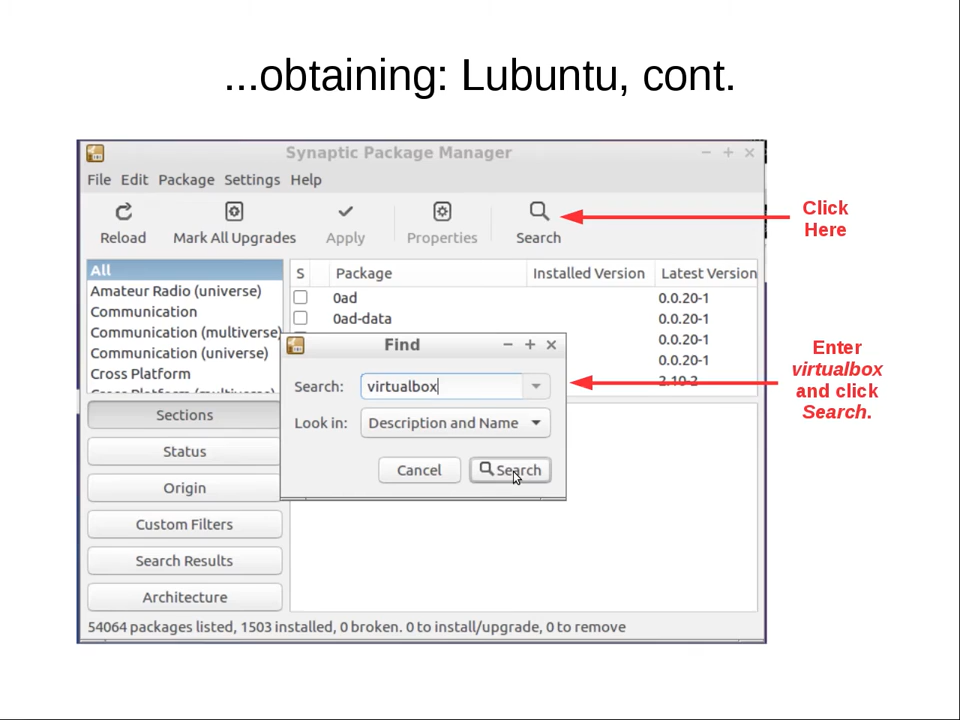 ...obtaining: Lubuntu, cont.
Synaptic Package Manager
File Edit Package Settings Help
Reload Mark All Upgrades Apply Properties Search
Click
Here
All
Amateur Radio (universe)
Communication
Communication (multiverse)
Communication (universe)
Cross Platform
S Package Installed Version Latest Version
0ad 0.0.20-1
0ad-data 0.0.20-1
0.0.20-1
0.0.20-1
2.10-2
Find
Search: virtualbox
Look in: Description and Name
Cancel Search
Enter
virtualbox
and click
Search.
Sections
Status
Origin
Custom Filters
Search Results
Architecture
54064 packages listed, 1503 installed, 0 broken. 0 to install/upgrade, 0 to remove